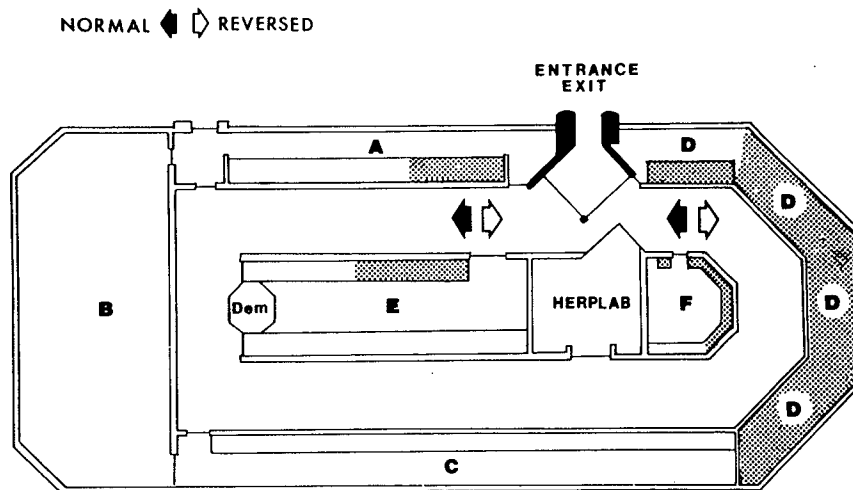 NORMAL REVERSED
ENTRANCE
EXIT
A
D
D
B
Dem
E
HERPLAB
F
D
D
C